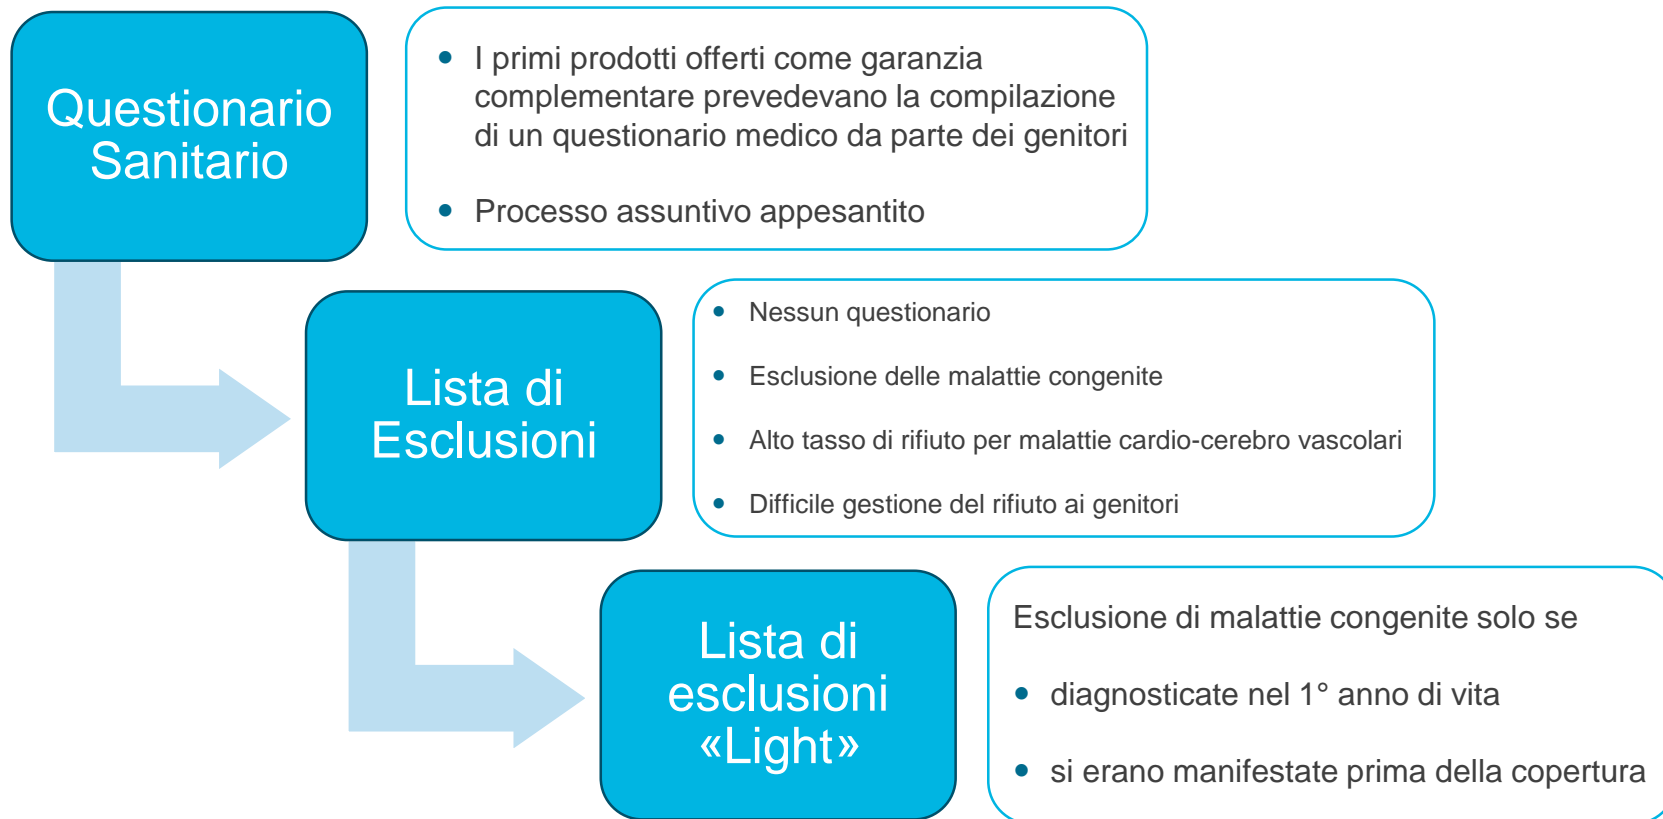 Questionario
Sanitario
• I primi prodotti offerti come garanzia
complementare prevedevano la compilazione
di un questionario medico da parte dei genitori
• Processo assuntivo appesantito
Lista di
Esclusioni
• Nessun questionario
• Esclusione delle malattie congenite
• Alto tasso di rifiuto per malattie cardio-cerebro vascolari
• Difficile gestione del rifiuto ai genitori
Lista di
esclusioni
«Light»
Esclusione di malattie congenite solo se
• diagnosticate nel 1° anno di vita
• si erano manifestate prima della copertura